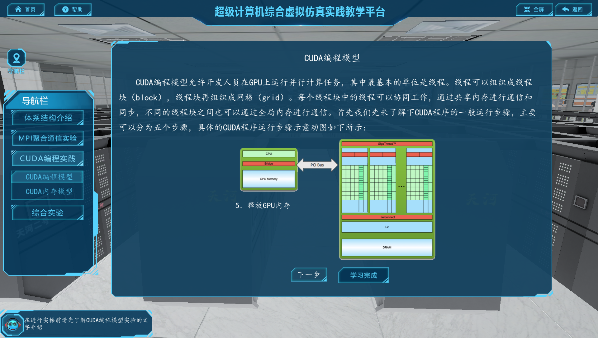 首页
帮助
超级计算机综合虚拟仿真实践教学平台
全屏
返回
导航栏
体系结构介绍
MPI聚合通信实验
CUDA编程实践
CUDA编程模型
CUDA内存模型
综合实验
CUDA编程模型
CUDA编程模型允许开发人员在GPU上运行并行计算任务，其中最基本的单位是线程。线程可以组织成线程
块（block），线程块再组织成网格（grid）。每个线程块中的线程可以协同工作，通过共享内存进行通信和
同步，不同的线程块之间也可以通过全局内存进行通信。首先我们先来了解下CUDA程序的一般运行步骤，主要
可以分为五个步骤，具体的CUDA程序运行步骤示意动图如下所示：
CPU
PCI Bus
DRAM
5. 释放GPU内存
下一步
学习完成